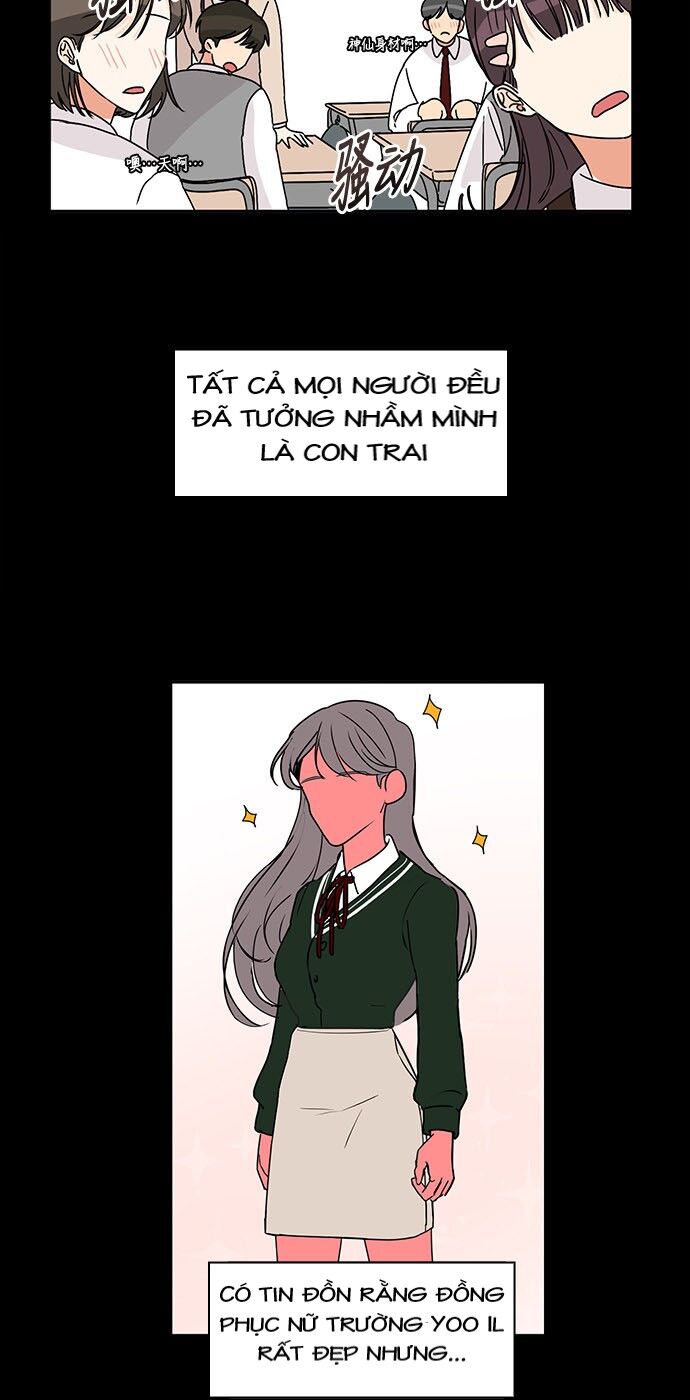 神仙身材啊…
噢…天啊…
骚动
TẤT CẢ MỌI NGƯỜI ĐỀU
ĐÃ TƯỞNG NHẦM MÌNH
LÀ CON TRAI
CÓ TIN ĐỒN RẰNG ĐỒNG
PHỤC NỮ TRƯỜNG YOO IL
RẤT ĐẸP NHƯNG...